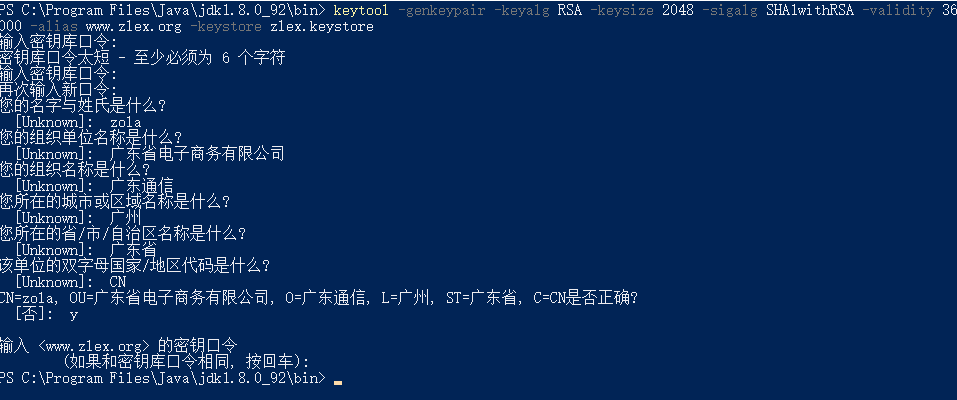 PS C:\Program Files\Java\jdk1.8.0_92\bin> keytool -genkeypair -keyalg RSA -keysize 2048 -sigalg SHA1withRSA -validity 36
000 -alias www.zlex.org -keystore zlex.keystore
输入密钥库口令:
密钥库口令太短 - 至少必须为 6 个字符
输入密钥库口令:
再次输入新口令:
您的名字与姓氏是什么?
[Unknown]: zola
您的组织单位名称是什么?
[Unknown]: 广东省电子商务有限公司
您的组织名称是什么?
[Unknown]: 广东通信
您所在的城市或区域名称是什么?
[Unknown]: 广州
您所在的省/市/自治区名称是什么?
[Unknown]: 广东省
该单位的双字母国家/地区代码是什么?
[Unknown]: CN
CN=zola, OU=广东省电子商务有限公司, O=广东通信, L=广州, ST=广东省, C=CN是否正确?
[否]: y
输入 <www.zlex.org> 的密钥口令
(如果和密钥库口令相同, 按回车):
PS C:\Program Files\Java\jdk1.8.0_92\bin>